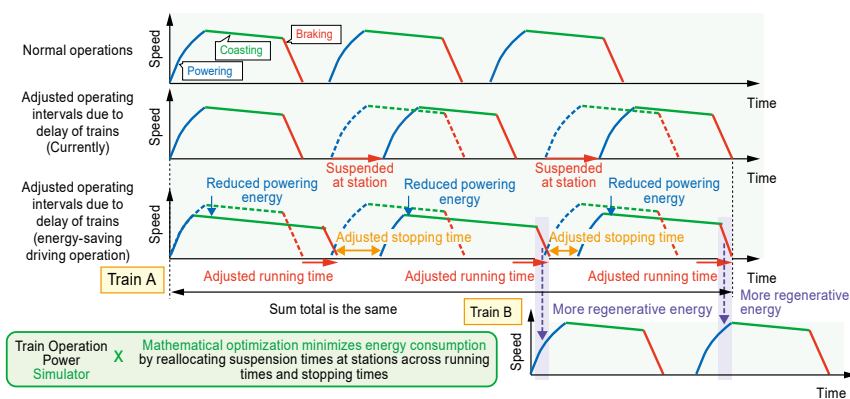 Normal operations
Speed
Powering
Coasting
Braking
Time
Adjusted operating
intervals due to
delay of trains
(Currently)
Speed
Suspended
at station
Suspended
at station
Time
Adjusted operating
intervals due to
delay of trains
(energy-saving
driving operation)
Speed
Reduced powering
energy
Reduced powering
energy
Reduced powering
energy
Adjusted stopping time
Adjusted stopping time
Train A
Adjusted running time
Adjusted running time
Adjusted running time
Time
Sum total is the same
Train B
More regenerative energy
More regenerative
energy
Speed
Time
Train Operation
Power
Simulator
X
Mathematical optimization minimizes energy consumption
by reallocating suspension times at stations across running
times and stopping times